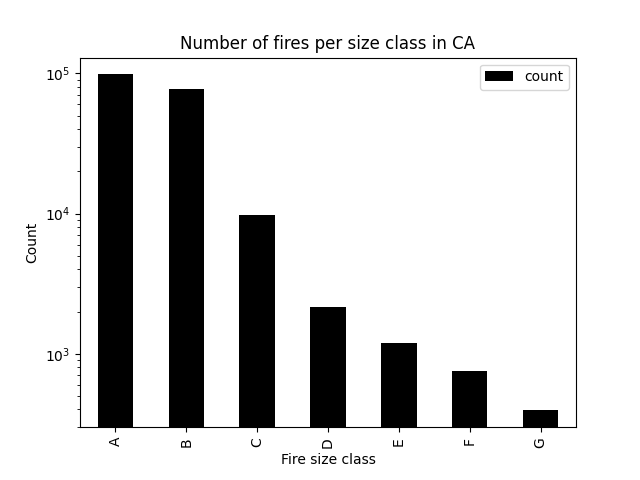 Number of fires per size class in CA
count
10⁵
10⁴
10³
Count
A B C D E F G
Fire size class